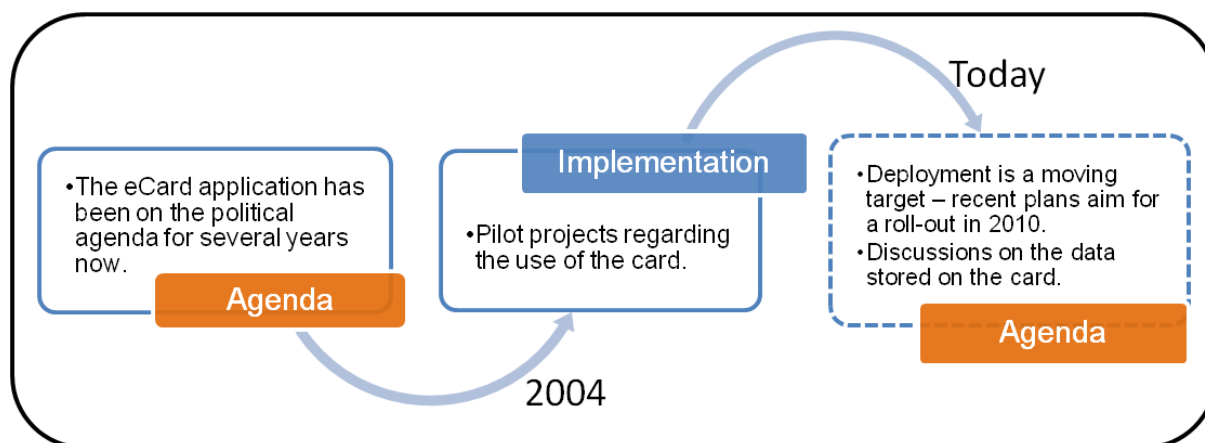 Today
•The eCard application has
been on the political
agenda for several years
now.
Agenda
Implementation
•Pilot projects regarding
the use of the card.
2004
•Deployment is a moving
target – recent plans aim for
a roll-out in 2010.
•Discussions on the data
stored on the card.
Agenda